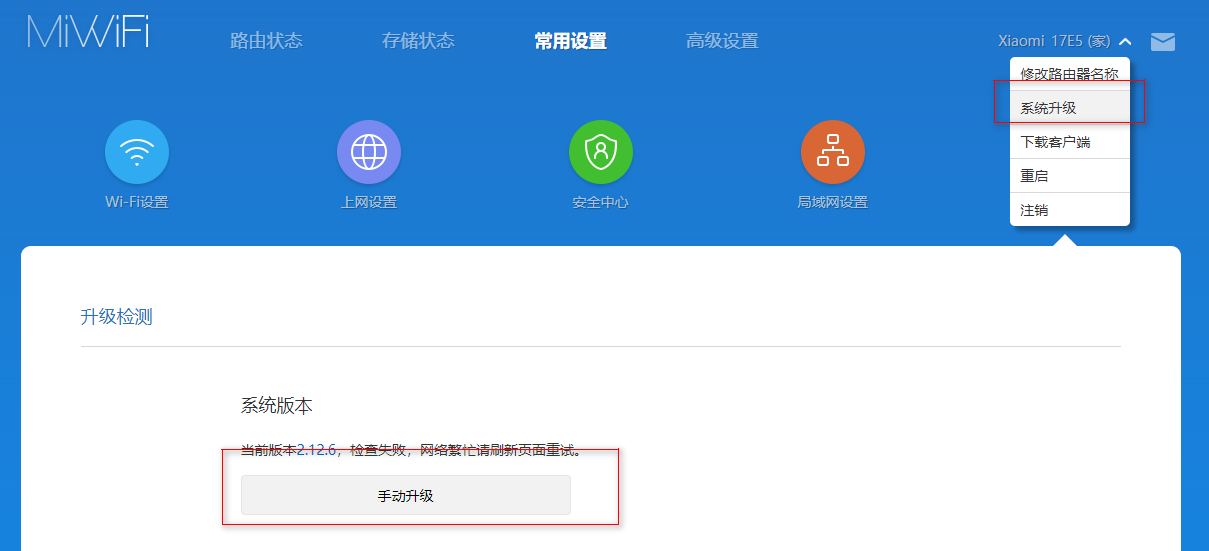 MiWiFi
路由状态 存储状态 常用设置 高级设置 Xiaomi 17E5 (家)
修改路由器名称
系统升级
下载客户端
重启
注销
Wi-Fi设置 上网设置 安全中心 局域网设置
升级检测
系统版本
当前版本2.12.6，检查失败，网络繁忙请刷新页面重试。
手动升级